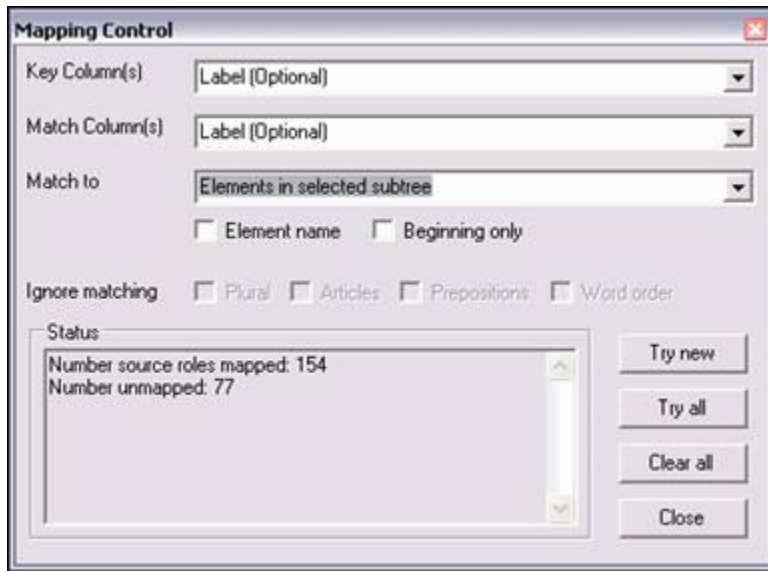 Mapping Control
Key Column(s) Label (Optional)
Match Column(s) Label (Optional)
Match to Elements in selected subtree
Element name Beginning only
Ignore matching Plural Articles Prepositions Word order
Status
Number source roles mapped: 154
Number unmapped: 77
Try new
Try all
Clear all
Close